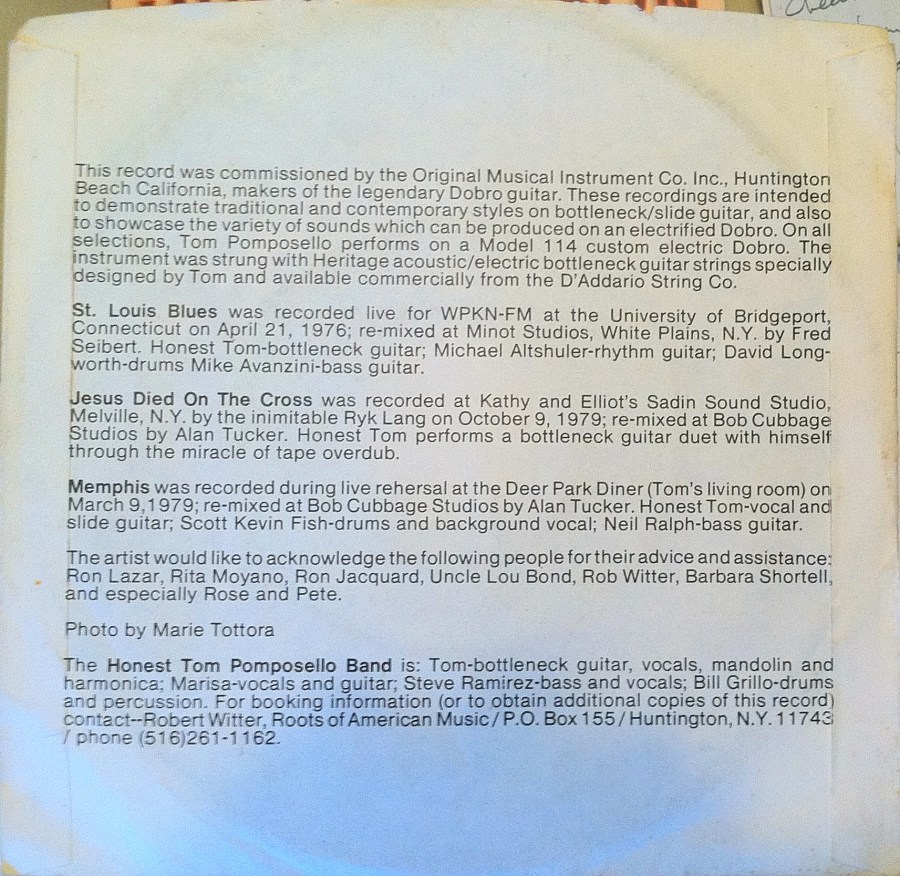 This record was commissioned by the Original Musical Instrument Co. Inc., Huntington
Beach California, makers of the legendary Dobro guitar. These recordings are intended
to demonstrate traditional and contemporary styles on bottleneck/slide guitar, and also
to showcase the variety of sounds which can be produced on an electrified Dobro. On all
selections, Tom Pomposello performs on a Model 114 custom electric Dobro. The
instrument was strung with Heritage acoustic/electric bottleneck guitar strings specially
designed by Tom and available commercially from the D'Addario String Co.
St. Louis Blues was recorded live for WPKN-FM at the University of Bridgeport,
Connecticut on April 21, 1976; re-mixed at Minot Studios, White Plains, N.Y. by Fred
Seibert. Honest Tom-bottleneck guitar; Michael Altshuler-rhythm guitar; David Long-
worth-drums Mike Avanzini-bass guitar.
Jesus Died On The Cross was recorded at Kathy and Elliot's Sadin Sound Studio,
Melville, N.Y. by the inimitable Ryk Lang on October 9, 1979; re-mixed at Bob Cubbage
Studios by Alan Tucker. Honest Tom performs a bottleneck guitar duet with himself
through the miracle of tape overdub.
Memphis was recorded during live rehersal at the Deer Park Diner (Tom's living room) on
March 9,1979; re-mixed at Bob Cubbage Studios by Alan Tucker. Honest Tom-vocal and
slide guitar; Scott Kevin Fish-drums and background vocal; Neil Ralph-bass guitar.
The artist would like to acknowledge the following people for their advice and assistance:
Ron Lazar, Rita Moyano, Ron Jacquard, Uncle Lou Bond, Rob Witter, Barbara Shortell,
and especially Rose and Pete.
Photo by Marie Tottora
The Honest Tom Pomposello Band is: Tom-bottleneck guitar, vocals, mandolin and
harmonica; Marisa-vocals and guitar; Steve Ramirez-bass and vocals; Bill Grillo-drums
and percussion. For booking information (or to obtain additional copies of this record)
contact--Robert Witter, Roots of American Music / P.O. Box 155 / Huntington, N.Y. 11743
/ phone (516)261-1162.